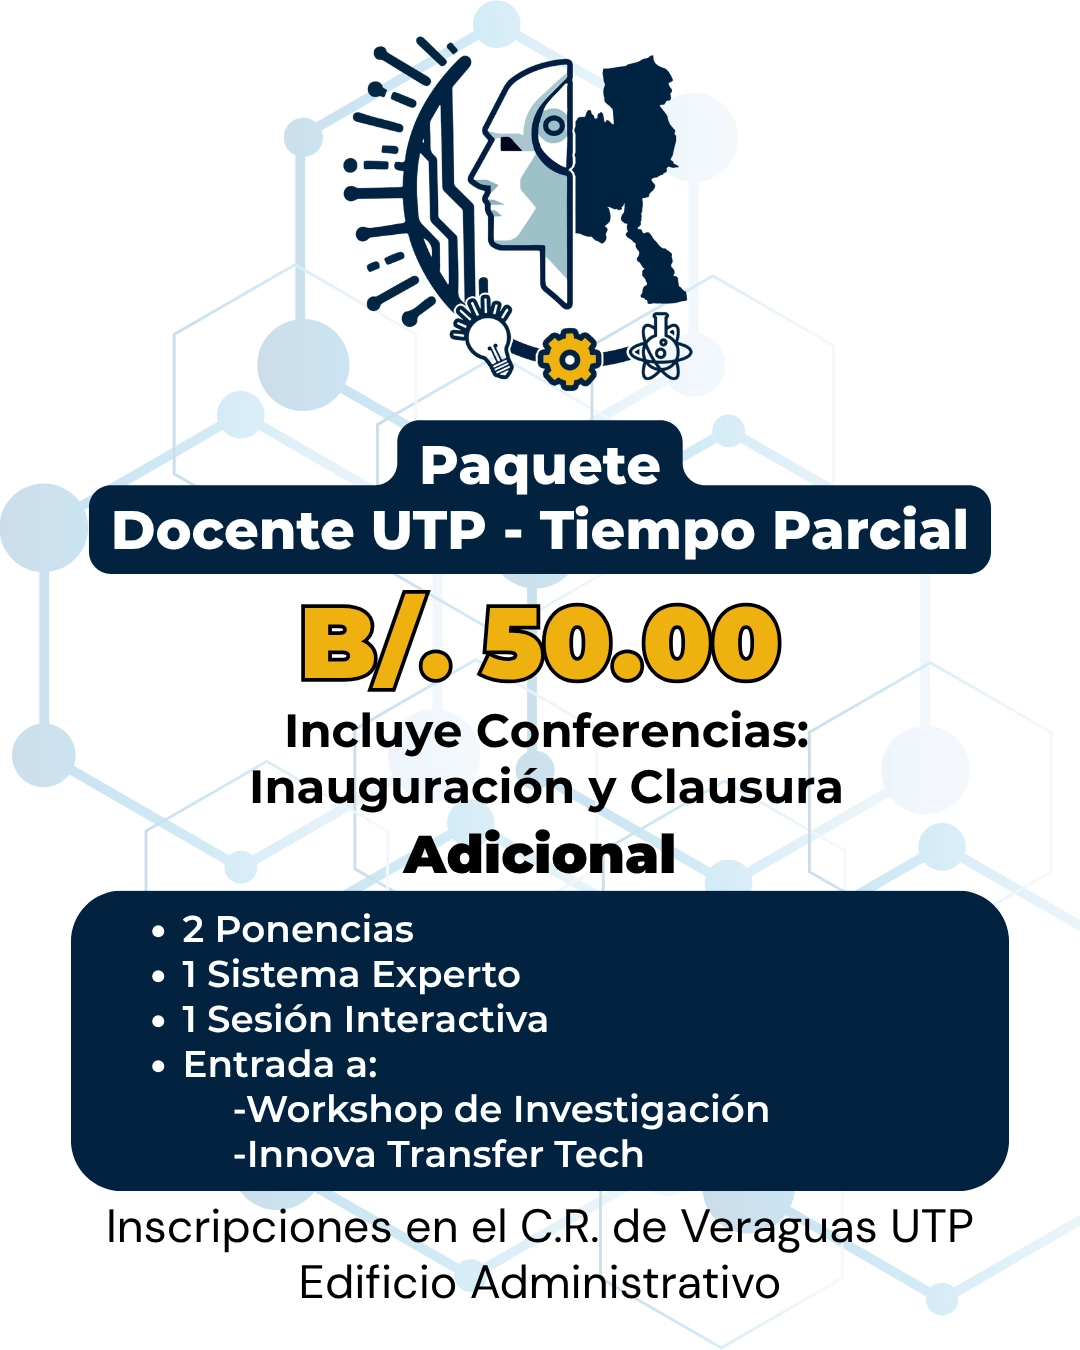 Paquete
Docente UTP - Tiempo Parcial
B/. 50.00
Incluye Conferencias:
Inauguración y Clausura
Adicional
• 2 Ponencias
• 1 Sistema Experto
• 1 Sesión Interactiva
• Entrada a:
-Workshop de Investigación
-Innova Transfer Tech
Inscripciones en el C.R. de Veraguas UTP
Edificio Administrativo